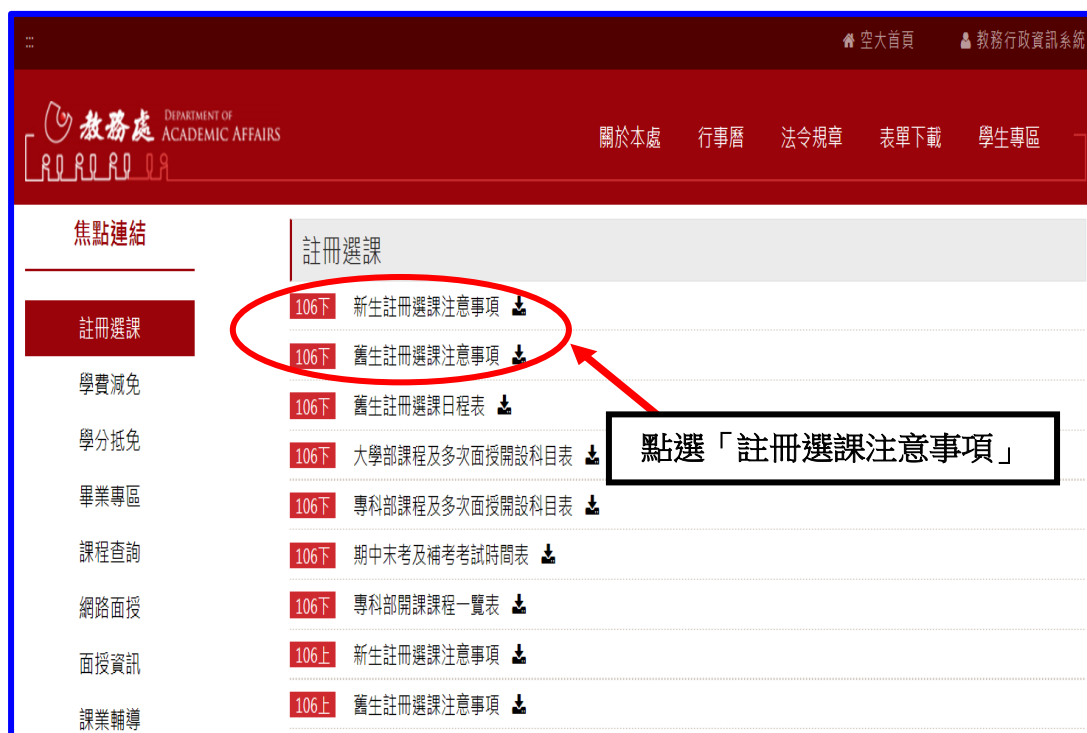 空大首頁 教務行政資訊系統
教務處 DEPARTMENT OF ACADEMIC AFFAIRS
關於本處 行事曆 法令規章 表單下載 學生專區
焦點連結
註冊選課
學費減免
學分抵免
畢業專區
課程查詢
網路面授
面授資訊
課業輔導
註冊選課
106下 新生註冊選課注意事項
106下 舊生註冊選課注意事項
106下 舊生註冊選課日程表
106下 大學部課程及多次面授開設科目表
106下 專科部課程及多次面授開設科目表
106下 期中末考及補考考試時間表
106下 專科部開課課程一覽表
106上 新生註冊選課注意事項
106上 舊生註冊選課注意事項
點選「註冊選課注意事項」